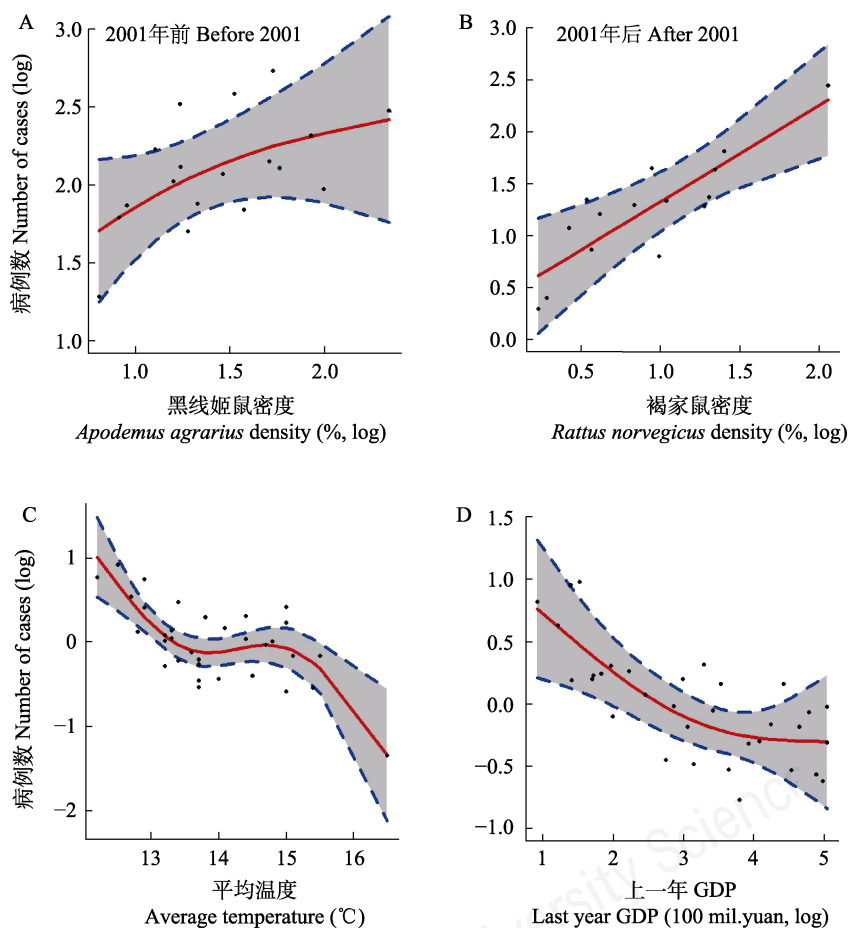 A
2001年前 Before 2001
3.0
2.5
2.0
1.5
1.0
病例数 Number of cases (log)
1.0
1.5
2.0
黑线姬鼠密度
Apodemus agrarius density (%, log)
B
2001年后 After 2001
3.0
2.5
2.0
1.5
1.0
0.5
0.0
0.5
1.0
1.5
2.0
褐家鼠密度
Rattus norvegicus density (%, log)
C
1
0
−1
−2
病例数 Number of cases (log)
13
14
15
16
平均温度
Average temperature (℃)
D
1.5
1.0
0.5
0.0
−0.5
−1.0
1
2
3
4
5
上一年 GDP
Last year GDP (100 mil.yuan, log)